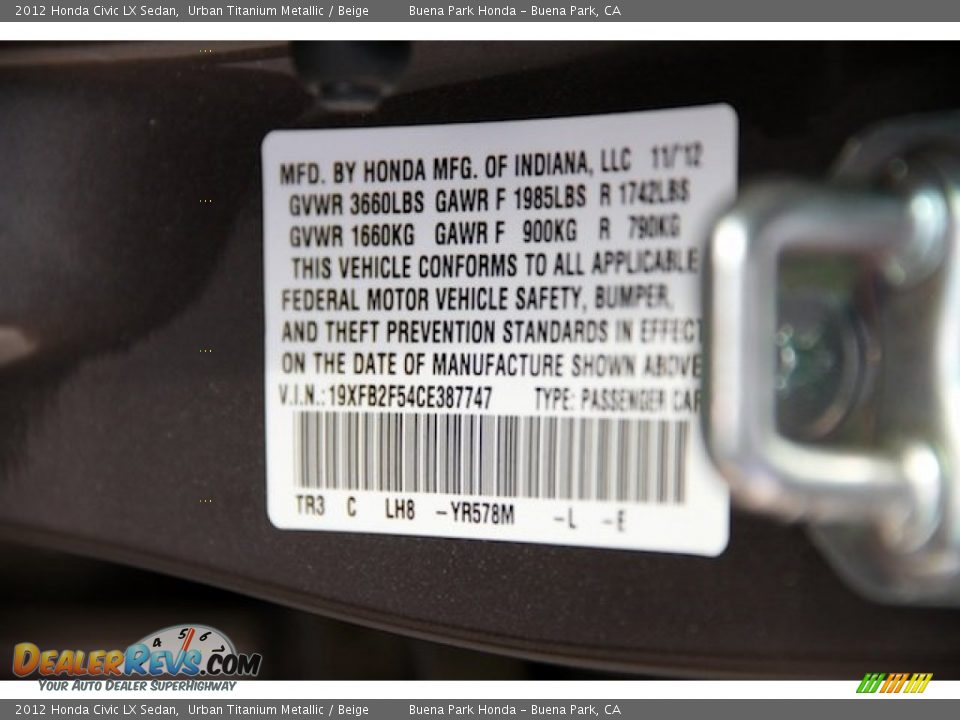 2012 Honda Civic LX Sedan, Urban Titanium Metallic / Beige Buena Park Honda - Buena Park, CA
MFD. BY HONDA MFG. OF INDIANA, LLC 11/'12
GVWR 3660LBS GAWR F 1985LBS R 1742LBS
GVWR 1660KG GAWR F 900KG R 790KG
THIS VEHICLE CONFORMS TO ALL APPLICABLE
FEDERAL MOTOR VEHICLE SAFETY, BUMPER,
AND THEFT PREVENTION STANDARDS IN EFFECT
ON THE DATE OF MANUFACTURE SHOWN ABOVE
V.I.N.: 19XFB2F54CE387747 TYPE: PASSENGER CAR
TR3 C LH8 -YR578M -L -E
4 5 6
DEALERREVS.COM
YOUR AUTO DEALER SUPERHIGHWAY
2012 Honda Civic LX Sedan, Urban Titanium Metallic / Beige Buena Park Honda - Buena Park, CA